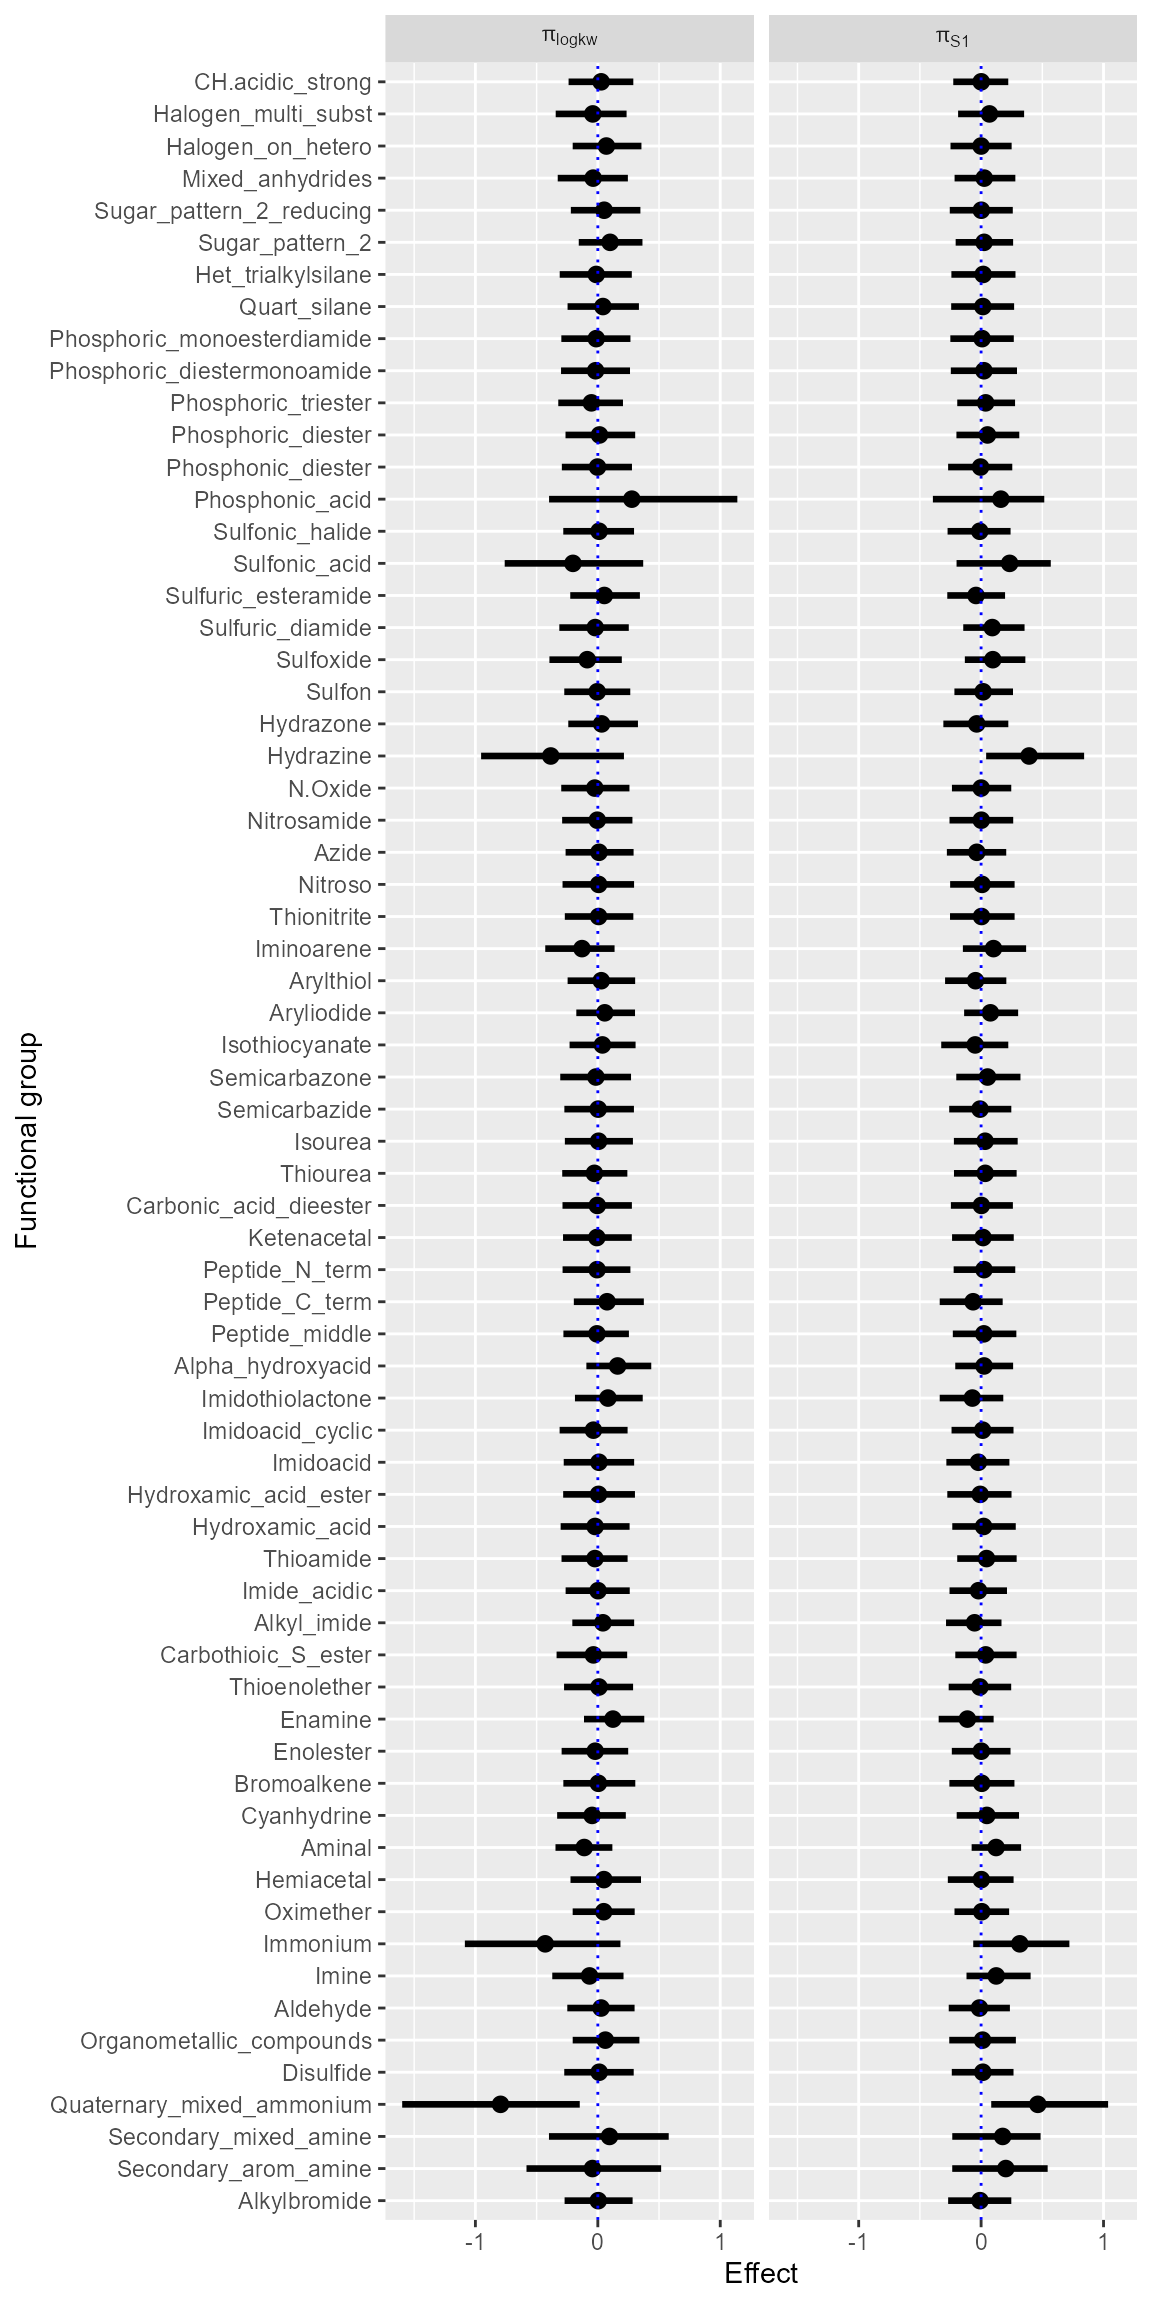 π_logkw
π_S1
CH.acidic_strong
Halogen_multi_subst
Halogen_on_hetero
Mixed_anhydrides
Sugar_pattern_2_reducing
Sugar_pattern_2
Het_trialkylsilane
Quart_silane
Phosphoric_monoesterdiamide
Phosphoric_diestermonoamide
Phosphoric_triester
Phosphoric_diester
Phosphonic_diester
Phosphonic_acid
Sulfonic_halide
Sulfonic_acid
Sulfuric_esteramide
Sulfuric_diamide
Sulfoxide
Sulfon
Hydrazone
Hydrazine
N.Oxide
Nitrosamide
Azide
Nitroso
Thionitrite
Iminoarene
Arylthiol
Aryliodide
Isothiocyanate
Semicarbazone
Semicarbazide
Isourea
Thiourea
Carbonic_acid_dieester
Ketenacetal
Peptide_N_term
Peptide_C_term
Peptide_middle
Alpha_hydroxyacid
Imidothiolactone
Imidoacid_cyclic
Imidoacid
Hydroxamic_acid_ester
Hydroxamic_acid
Thioamide
Imide_acidic
Alkyl_imide
Carbothioic_S_ester
Thioenolether
Enamine
Enolester
Bromoalkene
Cyanhydrine
Aminal
Hemiacetal
Oximether
Immonium
Imine
Aldehyde
Organometallic_compounds
Disulfide
Quaternary_mixed_ammonium
Secondary_mixed_amine
Secondary_arom_amine
Alkylbromide
Functional group
-1 0 1 -1 0 1
Effect